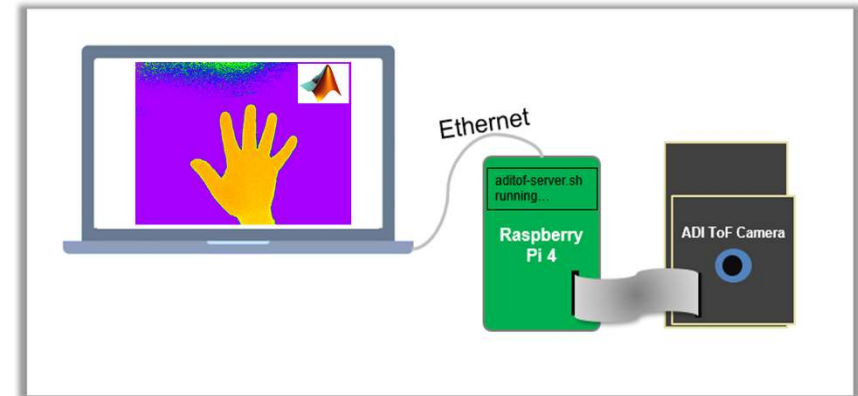 Ethernet
aditof-server.sh
running...
Raspberry
Pi 4
ADI ToF Camera